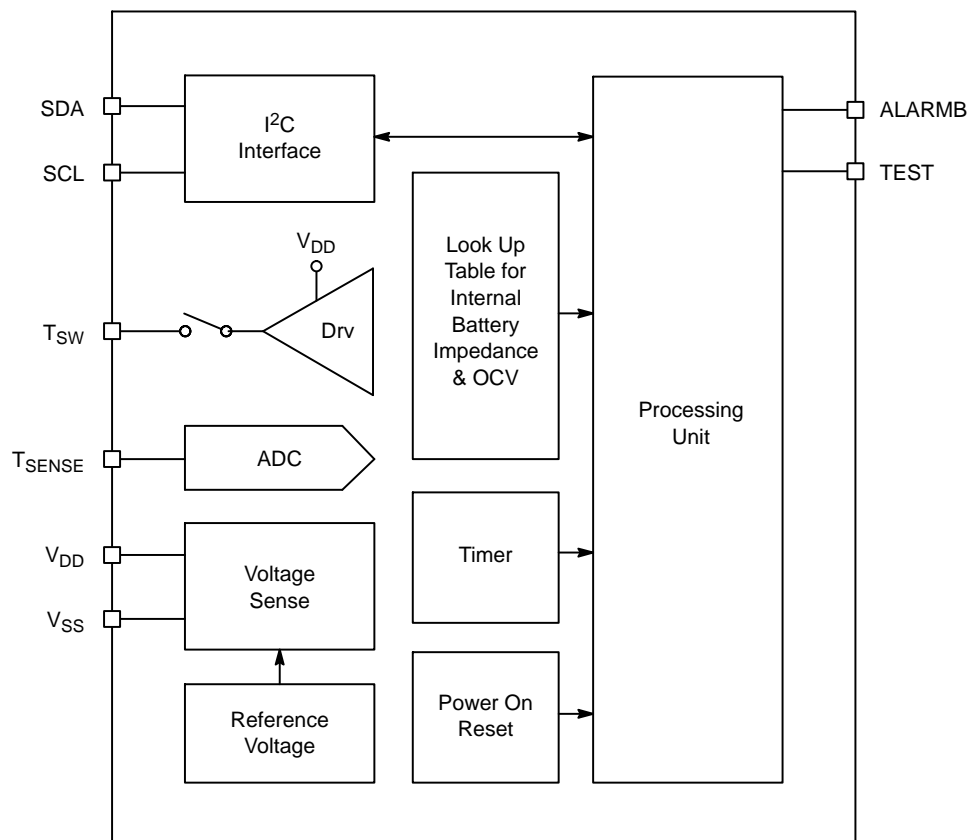 SDA
SCL
I²C
Interface
ALARMB
TEST
V_DD
T_SW
Drv
Look Up
Table for
Internal
Battery
Impedance
& OCV
Processing
Unit
T_SENSE
ADC
V_DD
V_SS
Voltage
Sense
Timer
Reference
Voltage
Power On
Reset